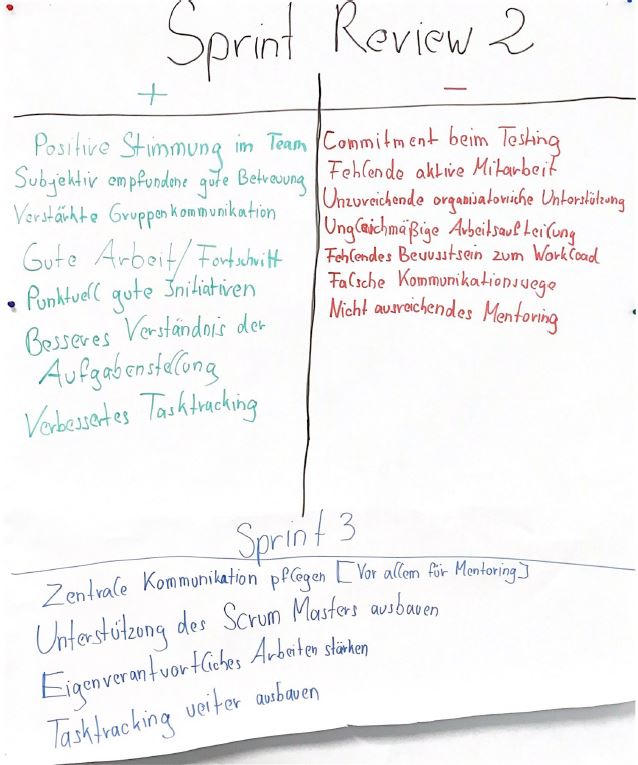 Sprint Review 2
+
Positive Stimmung im Team
Subjektiv empfundene gute Betreuung
Verstärkte Gruppenkommunikation
Gute Arbeit/Fortschritt
Punktuell gute Initiativen
Besseres Verständnis der
Aufgabenstellung
Verbessertes Tasktracking
–
Commitment beim Testing
Fehlende aktive Mitarbeit
Unzureichende organisatorische Unterstützung
Ungleichmäßige Arbeitsaufteilung
Fehlendes Bewusstsein zum Workload
Falsche Kommunikationswege
Nicht ausreichendes Mentoring
Sprint 3
Zentrale Kommunikation pflegen [Vor allem für Mentoring]
Unterstützung des Scrum Masters ausbauen
Eigenverantwortliches Arbeiten stärken
Tasktracking weiter ausbauen